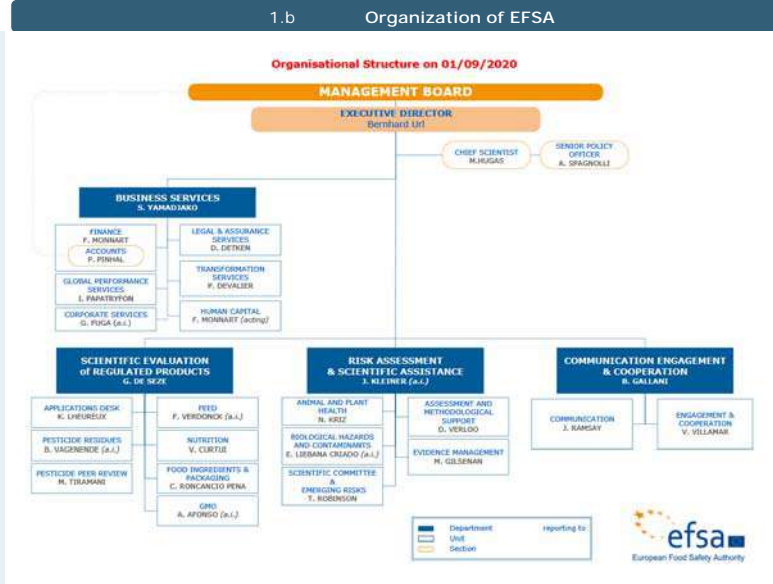 1.b Organization of EFSA
Organisational Structure on 01/09/2020
MANAGEMENT BOARD
EXECUTIVE DIRECTOR
Bernhard Url
CHIEF SCIENTIST
M.HUGAS
SENIOR POLICY
OFFICER
A. SPAGNOLLI
BUSINESS SERVICES
S. YAMADJAKO
FINANCE
F. MONNART
ACCOUNTS
P. PINHAL
GLOBAL PERFORMANCE
SERVICES
I. PAPATRYFON
CORPORATE SERVICES
G. FUGA (a.i.)
LEGAL & ASSURANCE
SERVICES
D. DETKEN
TRANSFORMATION
SERVICES
P. DEVALIER
HUMAN CAPITAL
F. MONNART (acting)
SCIENTIFIC EVALUATION
of REGULATED PRODUCTS
G. DE SEZE
APPLICATIONS DESK
K. LHEUREUX
PESTICIDE RESIDUES
B. VAGENENDE (a.i.)
PESTICIDE PEER REVIEW
M. TIRAMANI
FEED
F. VERDONCK (a.i.)
NUTRITION
V. CURTUI
FOOD INGREDIENTS &
PACKAGING
C. RONCANCIO PENA
GMO
A. AFONSO (a.i.)
RISK ASSESSMENT
& SCIENTIFIC ASSISTANCE
J. KLEINER (a.i.)
ANIMAL AND PLANT
HEALTH
N. KRIZ
BIOLOGICAL HAZARDS
AND CONTAMINANTS
E. LIEBANA CRIADO (a.i.)
SCIENTIFIC COMMITTEE
&
EMERGING RISKS
T. ROBINSON
ASSESSMENT AND
METHODOLOGICAL
SUPPORT
D. VERLOO
EVIDENCE MANAGEMENT
M. GILSENAN
COMMUNICATION ENGAGEMENT
& COOPERATION
B. GALLANI
COMMUNICATION
J. RAMSAY
ENGAGEMENT &
COOPERATION
V. VILLAMAR
Department reporting to
Unit
Section
efsa
European Food Safety Authority